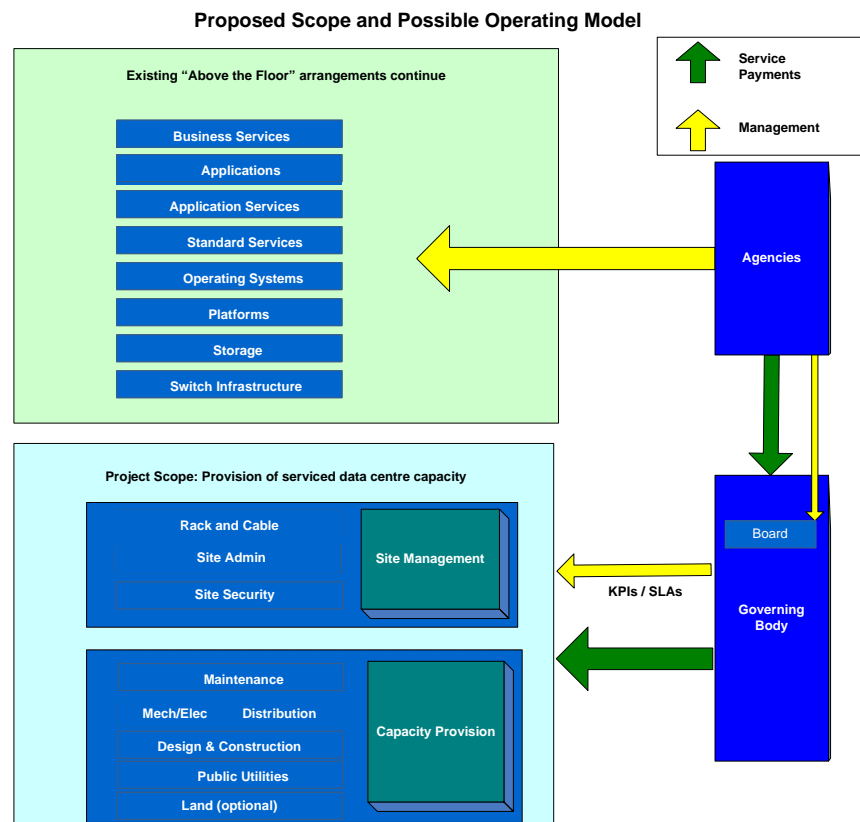 Proposed Scope and Possible Operating Model
Existing “Above the Floor” arrangements continue
Business Services
Applications
Application Services
Standard Services
Operating Systems
Platforms
Storage
Switch Infrastructure
Service
Payments
Management
Agencies
Project Scope: Provision of serviced data centre capacity
Rack and Cable
Site Admin
Site Security
Site Management
Maintenance
Mech/Elec Distribution
Design & Construction
Public Utilities
Land (optional)
Capacity Provision
KPIs / SLAs
Board
Governing
Body